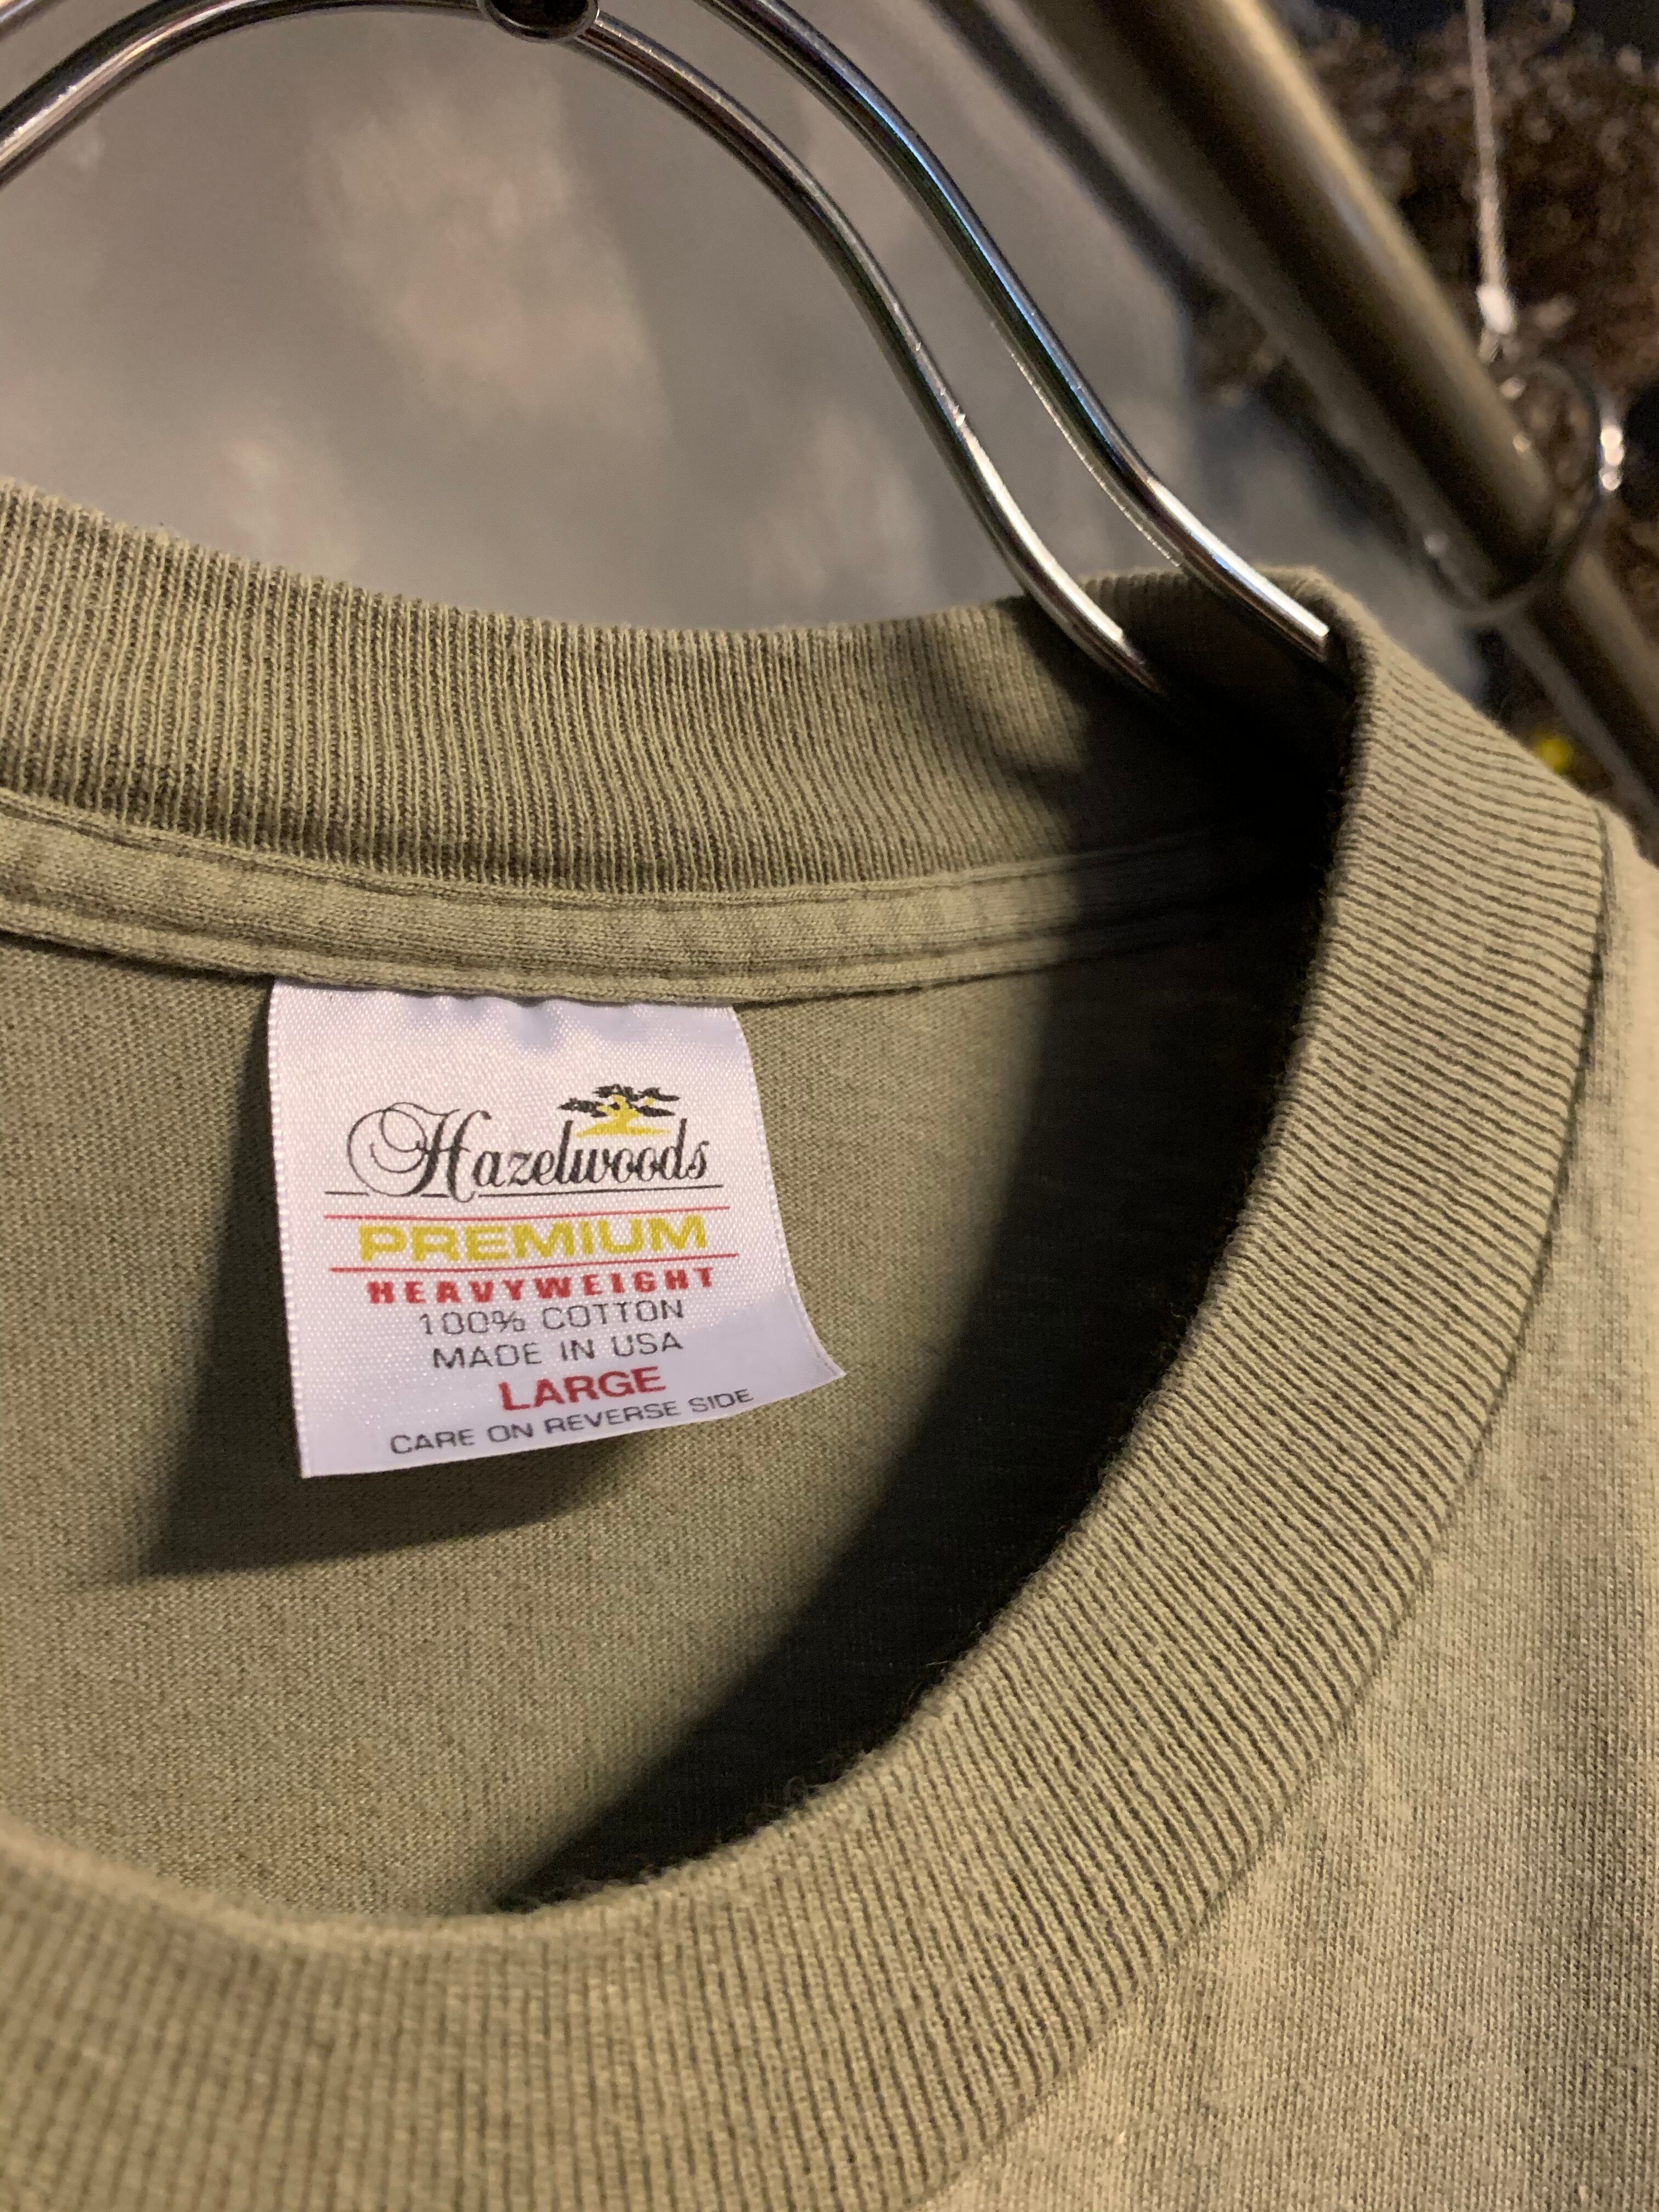 Hazelwoods
PREMIUM
HEAVYWEIGHT
100% COTTON
MADE IN USA
LARGE
CARE ON REVERSE SIDE